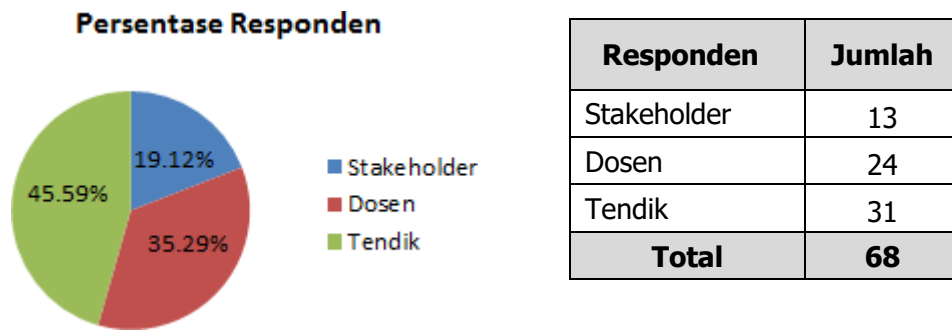 Persentase Responden
19.12%
45.59%
35.29%
Stakeholder
Dosen
Tendik
Responden Jumlah
Stakeholder 13
Dosen 24
Tendik 31
Total 68